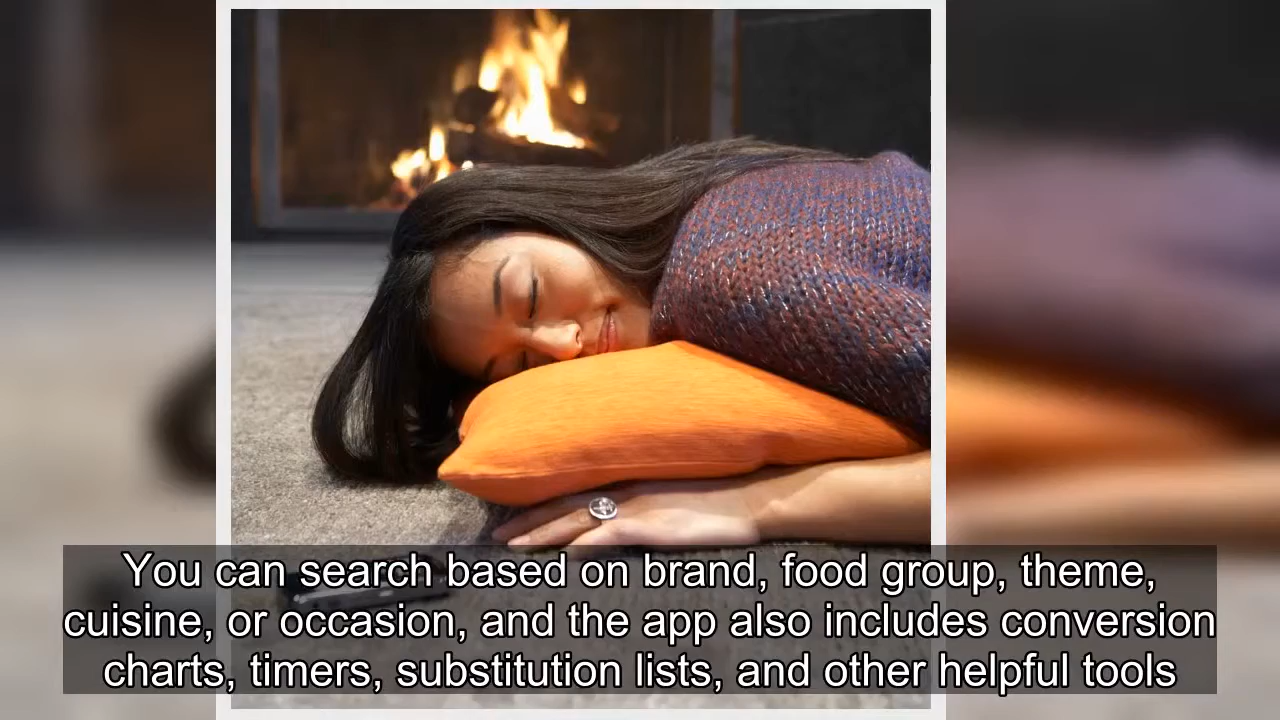 You can search based on brand, food group, theme,
cuisine, or occasion, and the app also includes conversion
charts, timers, substitution lists, and other helpful tools